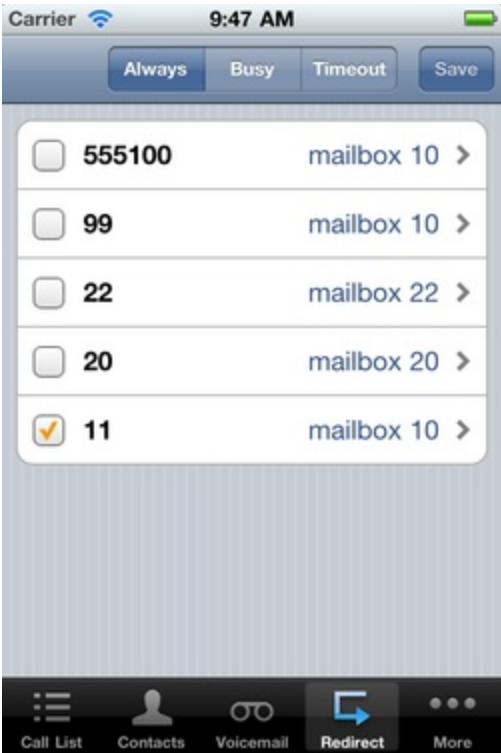 Carrier 9:47 AM
Always Busy Timeout Save
555100 mailbox 10
99 mailbox 10
22 mailbox 22
20 mailbox 20
11 mailbox 10
Call List Contacts Voicemail Redirect More